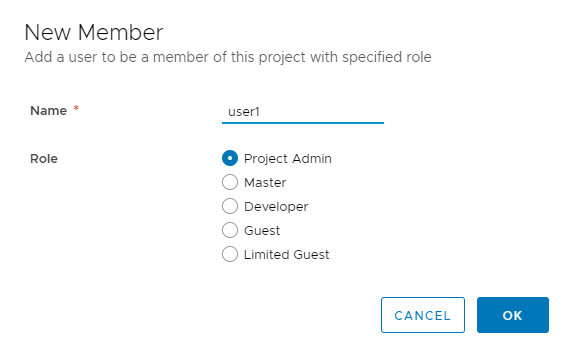 New Member
Add a user to be a member of this project with specified role
Name *
user1
Role
Project Admin
Master
Developer
Guest
Limited Guest
CANCEL
OK